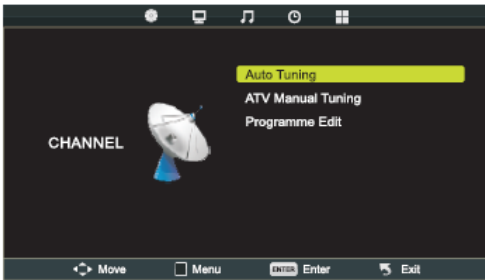 Auto Tuning
ATV Manual Tuning
Programme Edit
CHANNEL
Move Menu ENTER Enter Exit